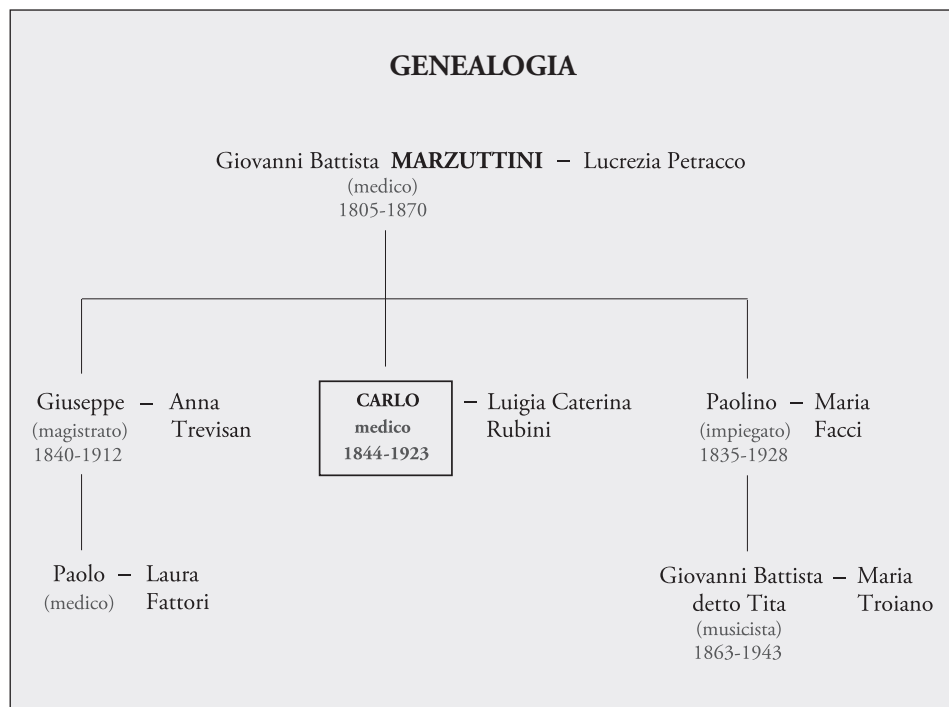 GENEALOGIA
Giovanni Battista MARZUTTINI – Lucrezia Petracco
(medico)
1805-1870
Giuseppe – Anna
Trevisan
(magistrato)
1840-1912
CARLO
medico
1844-1923
– Luigia Caterina
Rubini
Paolino – Maria
Facci
(impiegato)
1835-1928
Paolo – Laura
Fattori
(medico)
Giovanni Battista – Maria
detto Tita Troiano
(musicista)
1863-1943